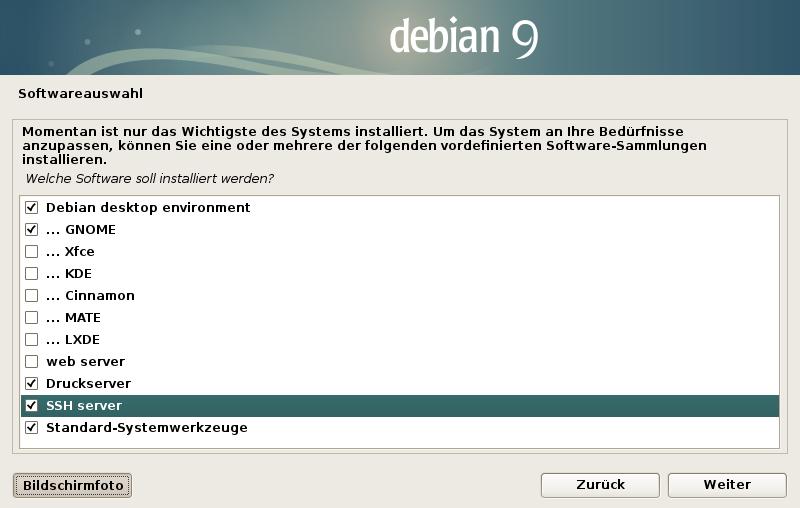 debian 9
Softwareauswahl
Momentan ist nur das Wichtigste des Systems installiert. Um das System an Ihre Bedürfnisse
anzupassen, können Sie eine oder mehrere der folgenden vordefinierten Software-Sammlungen
installieren.
Welche Software soll installiert werden?
Debian desktop environment
... GNOME
... Xfce
... KDE
... Cinnamon
... MATE
... LXDE
web server
Druckserver
SSH server
Standard-Systemwerkzeuge
Bildschirmfoto
Zurück
Weiter